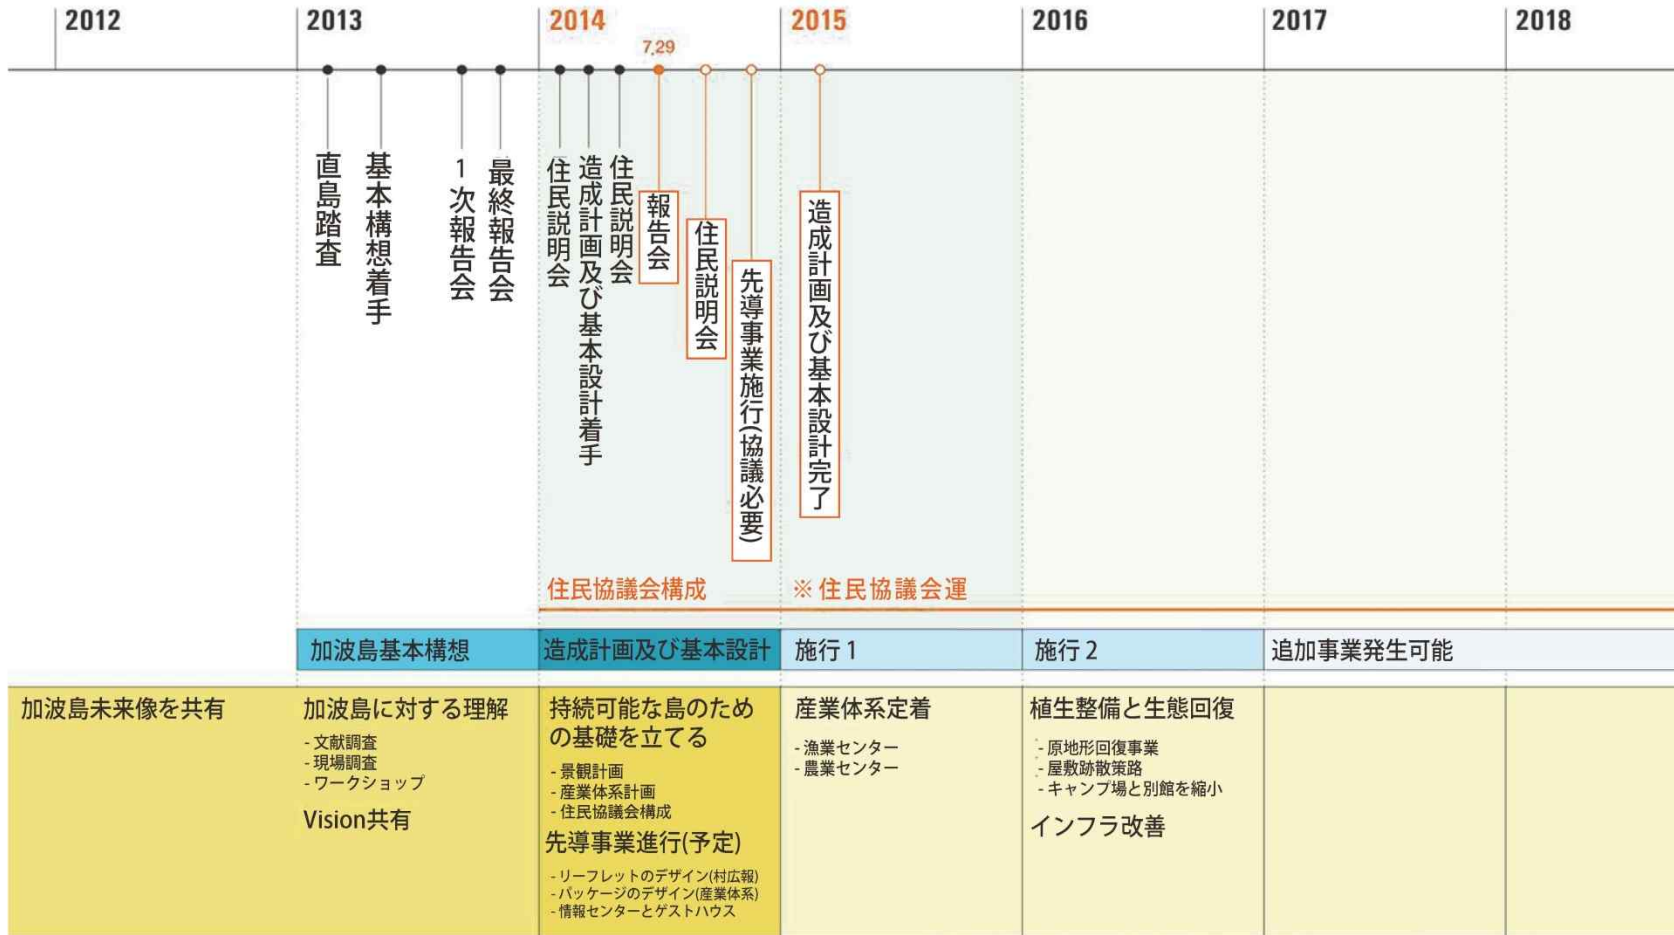 2012
2013
2014
2015
2016
2017
2018
7.29
直島踏査
基本構想着手
1次報告会
最終報告会
住民説明会
造成計画及び基本設計着手
住民説明会
報告会
住民説明会
先導事業施行(協議必要)
造成計画及び基本設計完了
住民協議会構成
※住民協議会運
加波島基本構想
造成計画及び基本設計
施行 1
施行 2
追加事業発生可能
加波島未来像を共有
加波島に対する理解
- 文献調査
- 現場調査
- ワークショップ
Vision共有
持続可能な島のため
の基礎を立てる
- 景観計画
- 産業体系計画
- 住民協議会構成
先導事業進行(予定)
- リーフレットのデザイン(村広報)
- パッケージのデザイン(産業体系)
- 情報センターとゲストハウス
産業体系定着
- 漁業センター
- 農業センター
植生整備と生態回復
- 原地形回復事業
- 屋敷跡散策路
- キャンプ場と別館を縮小
インフラ改善